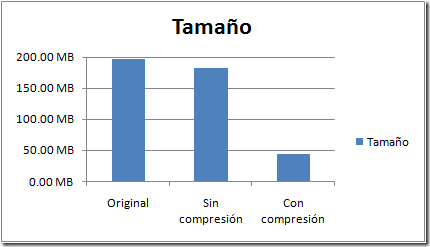 Tamaño
200.00 MB
150.00 MB
100.00 MB
50.00 MB
0.00 MB
Original
Sin
compresión
Con
compresión
Tamaño